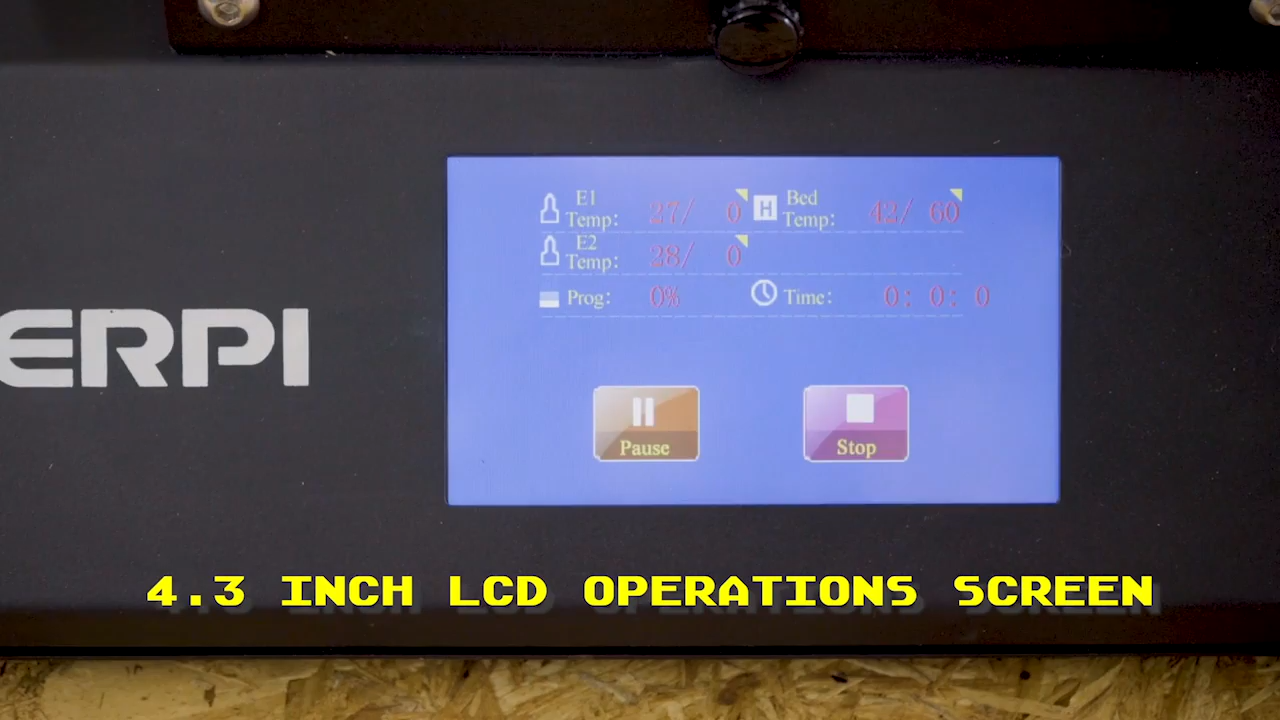 E1
Temp: 27/ 0
Bed
Temp: 42/ 60
E2
Temp: 28/ 0
Prog: 0%
Time: 0: 0: 0
ERPI
Pause
Stop
4.3 INCH LCD OPERATIONS SCREEN